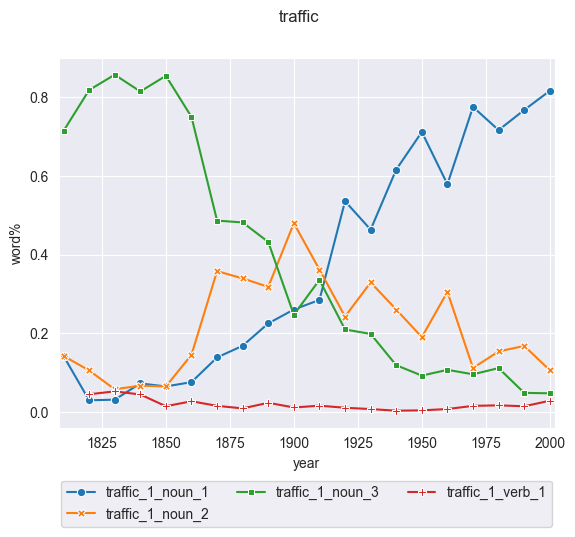 traffic
word%
0.8
0.6
0.4
0.2
0.0
1825 1850 1875 1900 1925 1950 1975 2000
year
traffic_1_noun_1 traffic_1_noun_3 traffic_1_verb_1
traffic_1_noun_2